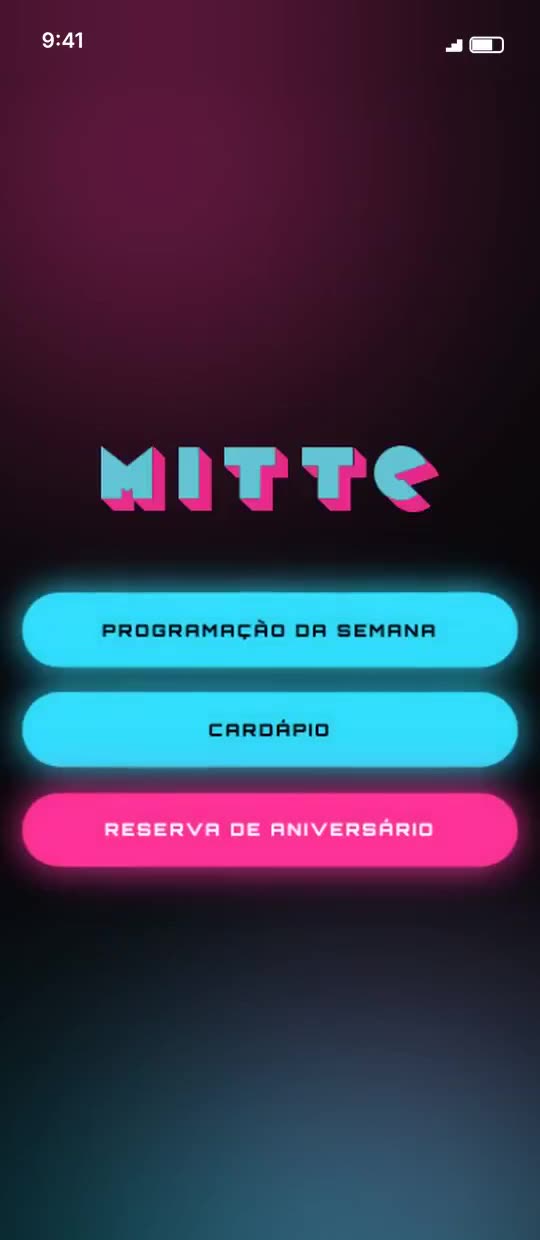 9:41
MITTE
PROGRAMAÇÃO DA SEMANA
CARDÁPIO
RESERVA DE ANIVERSÁRIO